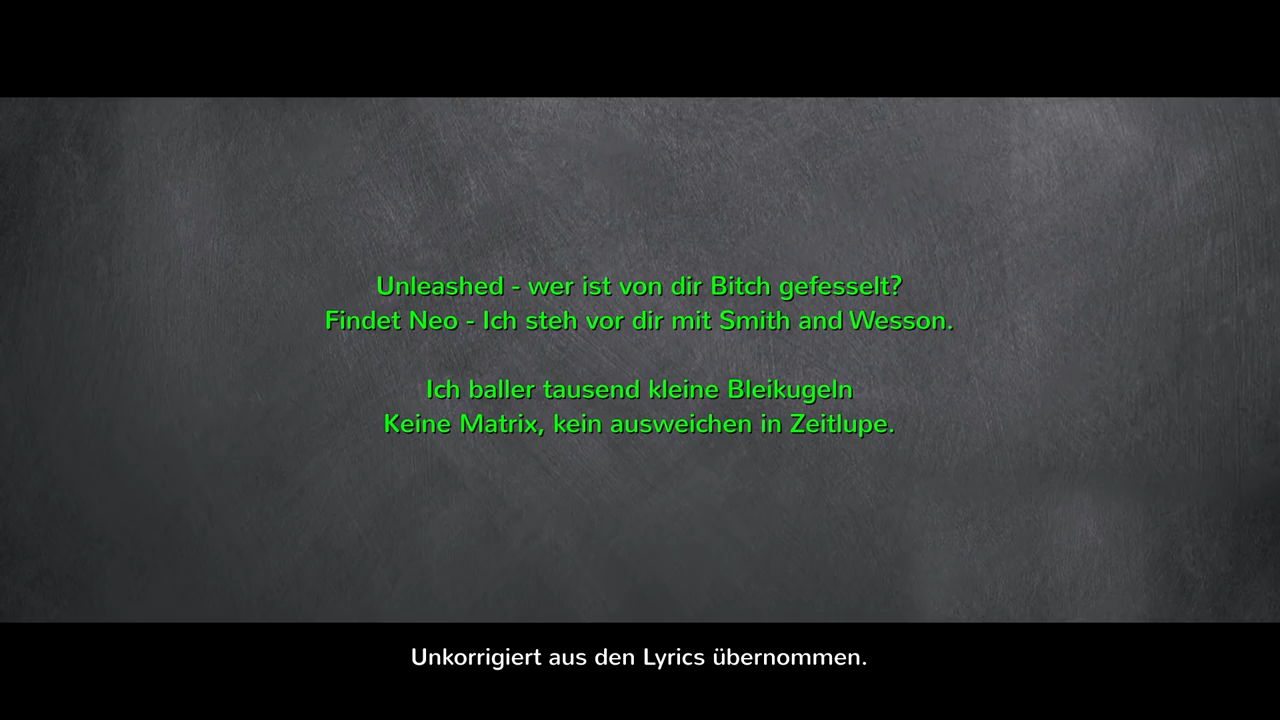 Unleashed - wer ist von dir Bitch gefesselt?
Findet Neo - Ich steh vor dir mit Smith and Wesson.
Ich baller tausend kleine Bleikugeln
Keine Matrix, kein ausweichen in Zeitlupe.
Unkorrigiert aus den Lyrics übernommen.